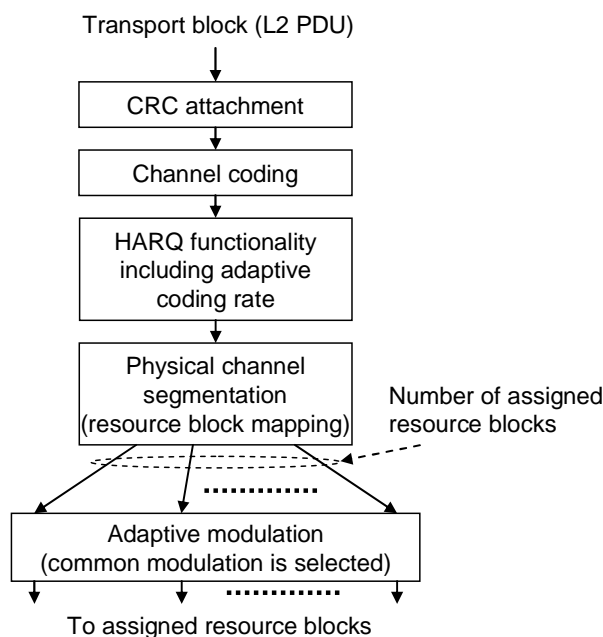 Transport block (L2 PDU)
CRC attachment
Channel coding
HARQ functionality
including adaptive
coding rate
Physical channel
segmentation
(resource block mapping)
Number of assigned
resource blocks
Adaptive modulation
(common modulation is selected)
To assigned resource blocks